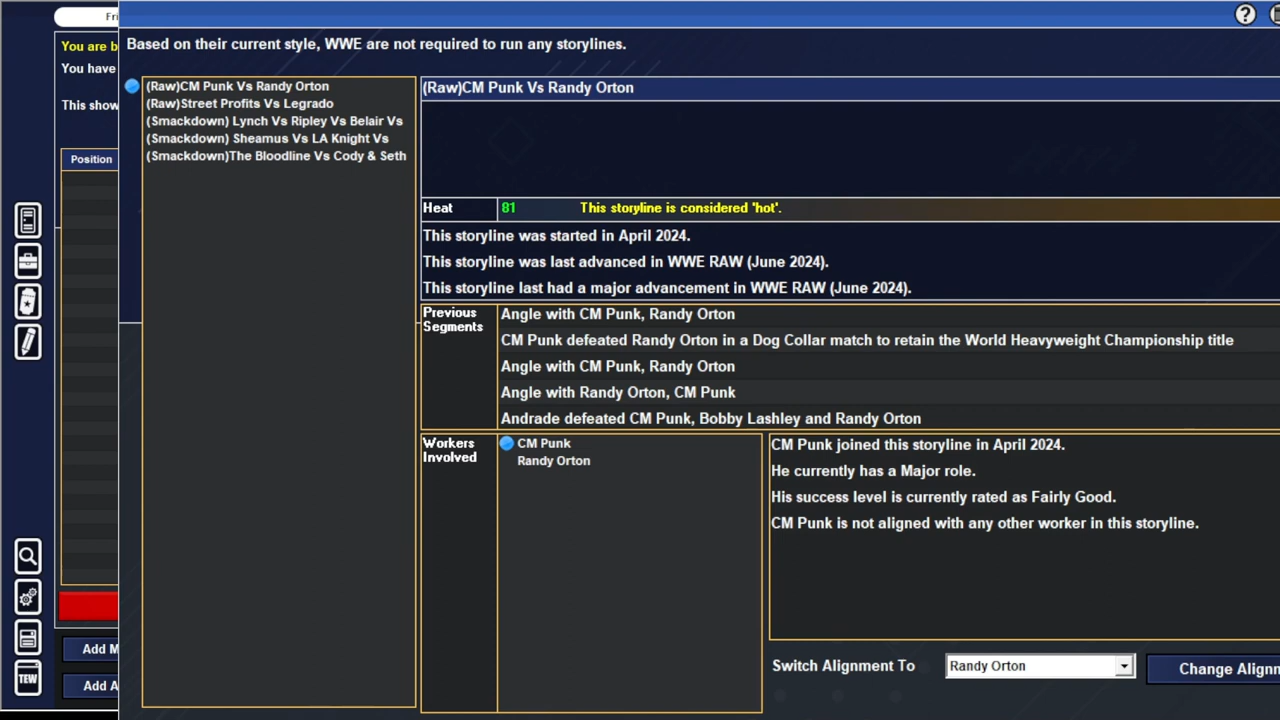 Fri
?
Based on their current style, WWE are not required to run any storylines.
You are b
You have
This show
Position
(Raw)CM Punk Vs Randy Orton
(Raw)Street Profits Vs Legrado
(Smackdown) Lynch Vs Ripley Vs Belair Vs
(Smackdown) Sheamus Vs LA Knight Vs
(Smackdown)The Bloodline Vs Cody & Seth
(Raw)CM Punk Vs Randy Orton
Heat 81 This storyline is considered 'hot'.
This storyline was started in April 2024.
This storyline was last advanced in WWE RAW (June 2024).
This storyline last had a major advancement in WWE RAW (June 2024).
Previous
Segments
Angle with CM Punk, Randy Orton
CM Punk defeated Randy Orton in a Dog Collar match to retain the World Heavyweight Championship title
Angle with CM Punk, Randy Orton
Angle with Randy Orton, CM Punk
Andrade defeated CM Punk, Bobby Lashley and Randy Orton
Workers
Involved
CM Punk
Randy Orton
CM Punk joined this storyline in April 2024.
He currently has a Major role.
His success level is currently rated as Fairly Good.
CM Punk is not aligned with any other worker in this storyline.
Switch Alignment To Randy Orton Change Alignn
Add M
Add A
TEW